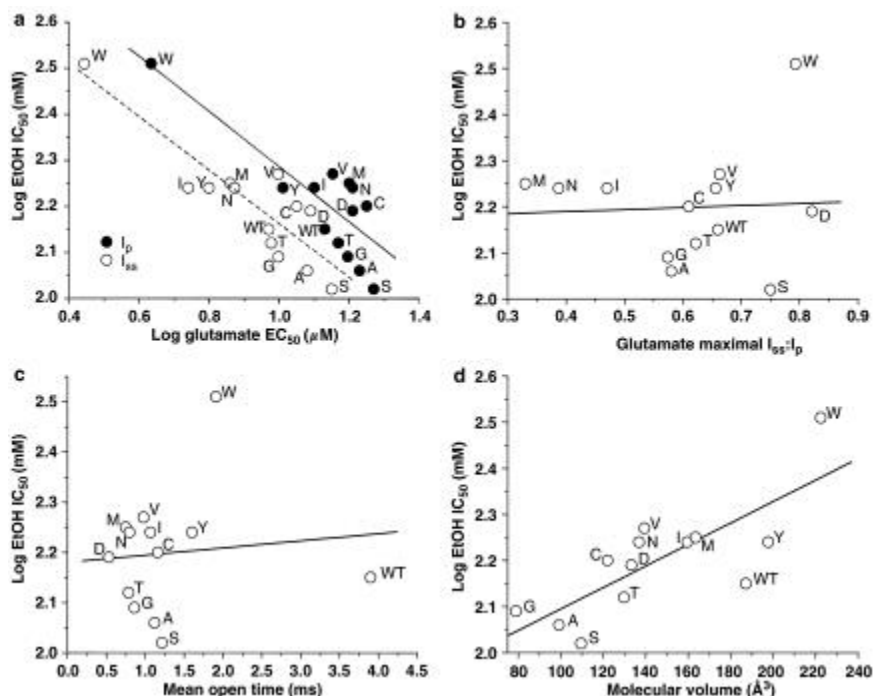 a
Log EtOH IC50 (mM)
2.6
2.5
2.4
2.3
2.2
2.1
2.0
W W
V V M
I Y M Y I N
N
C D D C
WT WT
T T
G G
A A
S S
Ip
Iss
0.4 0.6 0.8 1.0 1.2 1.4
Log glutamate EC50 (µM)
b
Log EtOH IC50 (mM)
2.6
2.5
2.4
2.3
2.2
2.1
2.0
W
V
M N I Y
C D
WT
T
G
A
S
0.3 0.4 0.5 0.6 0.7 0.8 0.9
Glutamate maximal Iss:Ip
c
Log EtOH IC50 (mM)
2.6
2.5
2.4
2.3
2.2
2.1
2.0
W
V
M I Y
N
D C
WT
T
G
A
S
0.0 0.5 1.0 1.5 2.0 2.5 3.0 3.5 4.0 4.5
Mean open time (ms)
d
Log EtOH IC50 (mM)
2.6
2.5
2.4
2.3
2.2
2.1
2.0
W
V
N I M Y
C D
WT
T
G
A
S
80 100 120 140 160 180 200 220 240
Molecular volume (Å3)